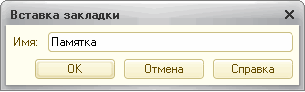 Вставка закладки
Имя: Памятка
OK Отмена Справка